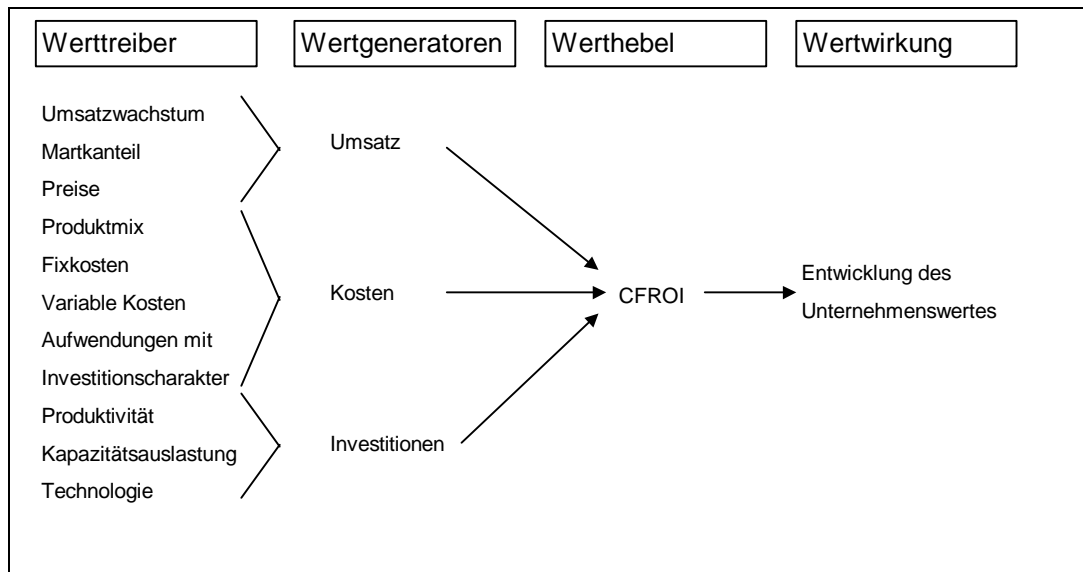 Werttreiber
Wertgeneratoren
Werthebel
Wertwirkung
Umsatzwachstum
Martkanteil
Preise
Produktmix
Fixkosten
Variable Kosten
Aufwendungen mit
Investitionscharakter
Produktivität
Kapazitätsauslastung
Technologie
Umsatz
Kosten
Investitionen
CFROI
Entwicklung des
Unternehmenswertes